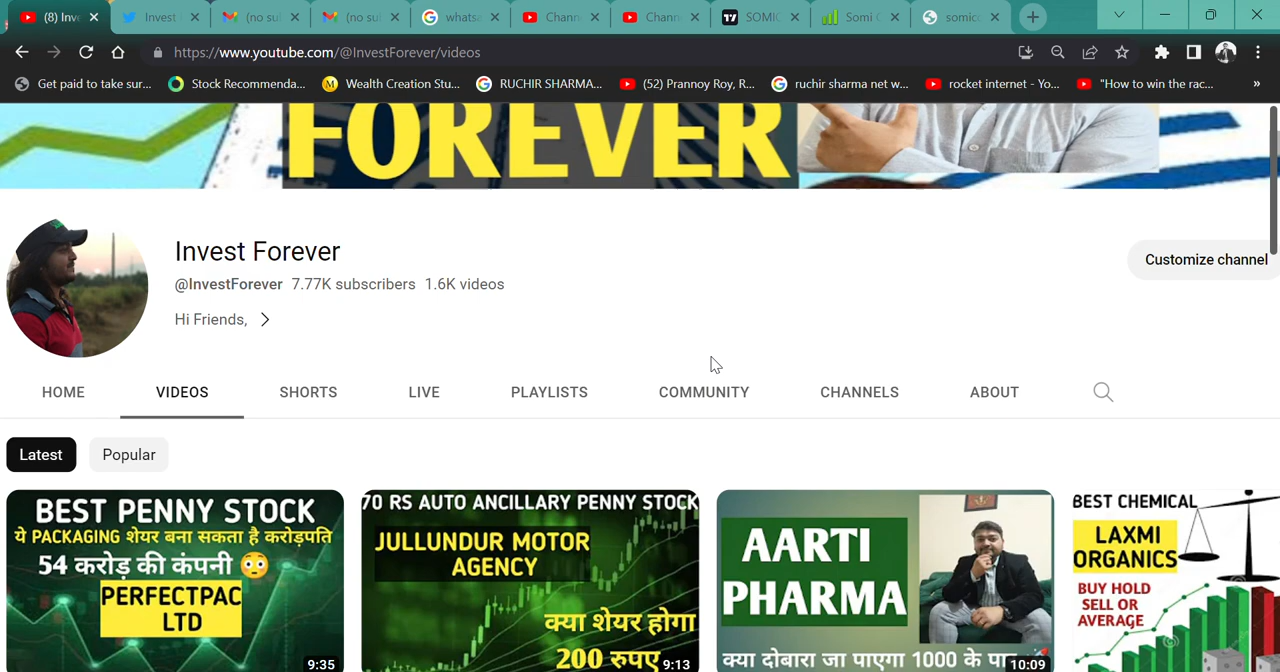 (8) Inv
Invest
(no su
(no su
whatsa
Chann
Chann
SOMIC
Somi C
somico
https://www.youtube.com/@InvestForever/videos
Get paid to take sur...
Stock Recommenda...
Wealth Creation Stu...
RUCHIR SHARMA...
(52) Prannoy Roy, R...
ruchir sharma net w...
rocket internet - Yo...
"How to win the rac...
»
FOREVER
Invest Forever
@InvestForever 7.77K subscribers 1.6K videos
Hi Friends,
Customize channel
HOME
VIDEOS
SHORTS
LIVE
PLAYLISTS
COMMUNITY
CHANNELS
ABOUT
Latest
Popular
BEST PENNY STOCK
ये PACKAGING शेयर बना सकता है करोड़पति
54 करोड़ की कंपनी
PERFECTPAC
LTD
9:35
70 RS AUTO ANCILLARY PENNY STOCK
JULLUNDUR MOTOR
AGENCY
क्या शेयर होगा
200 रुपए
9:13
AARTI
PHARMA
क्या दोबारा जा पाएगा 1000 के पा
10:09
BEST CHEMICAL
LAXMI
ORGANICS
BUY HOLD
SELL OR
AVERAGE